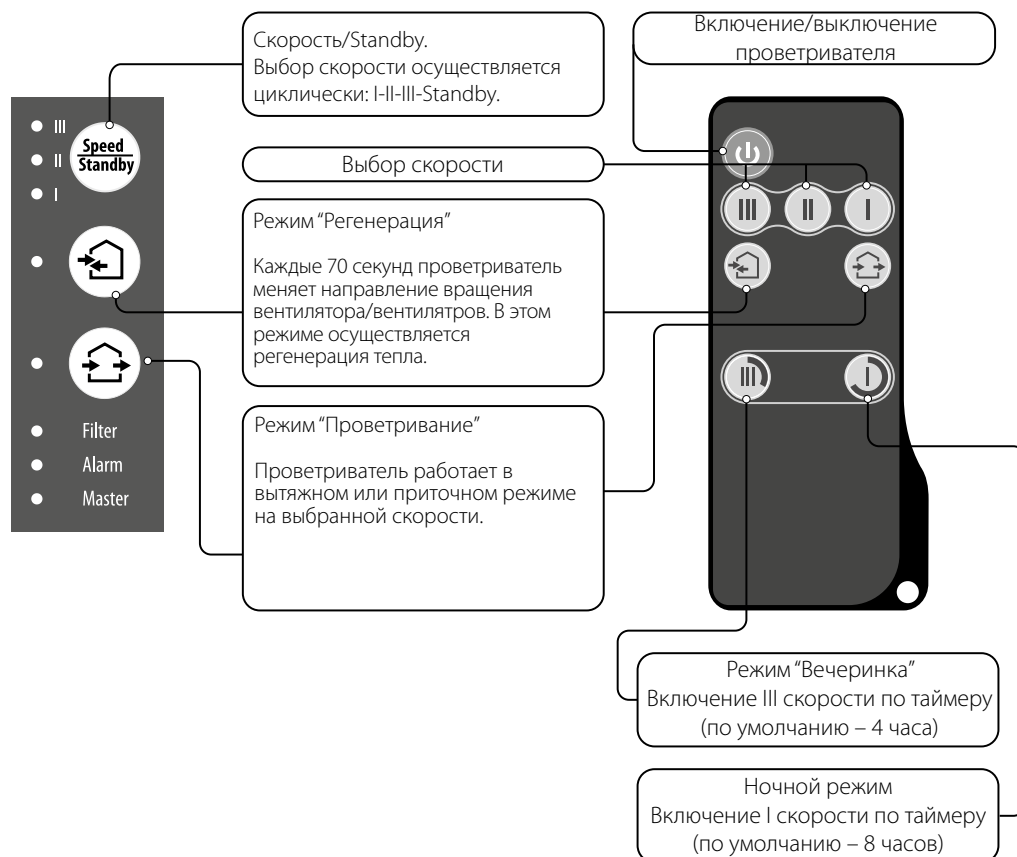 Скорость/Standby.
Выбор скорости осуществляется
циклически: I-II-III-Standby.
Включение/выключение
проветривателя
III
II
I
Speed
Standby
Выбор скорости
III
II
I
Режим “Регенерация”
Каждые 70 секунд проветриватель
меняет направление вращения
вентилятора/вентилятров. В этом
режиме осуществляется
регенерация тепла.
III
I
Режим “Проветривание”
Проветриватель работает в
вытяжном или приточном режиме
на выбранной скорости.
Filter
Alarm
Master
Режим “Вечеринка”
Включение III скорости по таймеру
(по умолчанию – 4 часа)
Ночной режим
Включение I скорости по таймеру
(по умолчанию – 8 часов)